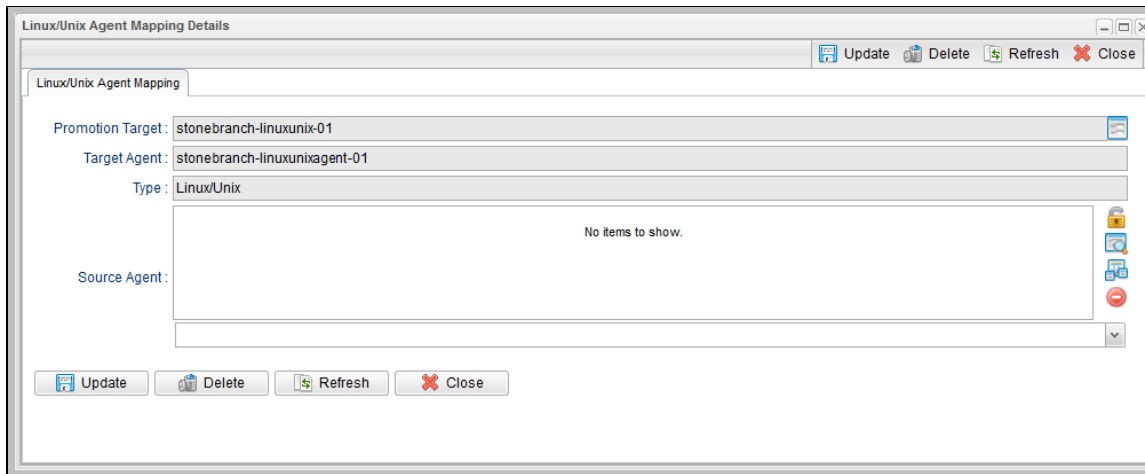 Linux/Unix Agent Mapping Details
Update Delete Refresh Close
Linux/Unix Agent Mapping
Promotion Target : stonebranch-linuxunix-01
Target Agent : stonebranch-linuxunixagent-01
Type : Linux/Unix
No items to show.
Source Agent :
Update Delete Refresh Close